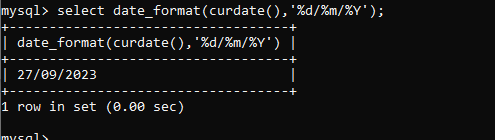 mysql> select date_format(curdate(),'%d/%m/%Y');
+-----------------------------------+
| date_format(curdate(),'%d/%m/%Y') |
+-----------------------------------+
| 27/09/2023                        |
+-----------------------------------+
1 row in set (0.00 sec)
mysql>